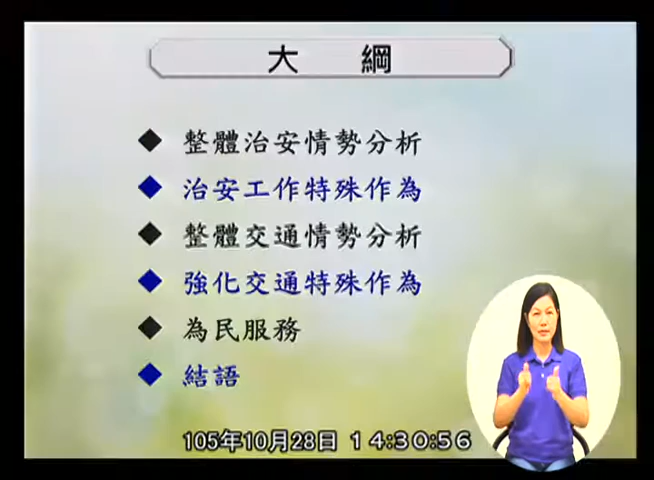 大 綱
整體治安情勢分析
治安工作特殊作為
整體交通情勢分析
強化交通特殊作為
為民服務
結語
105年10月28日 14:30:56